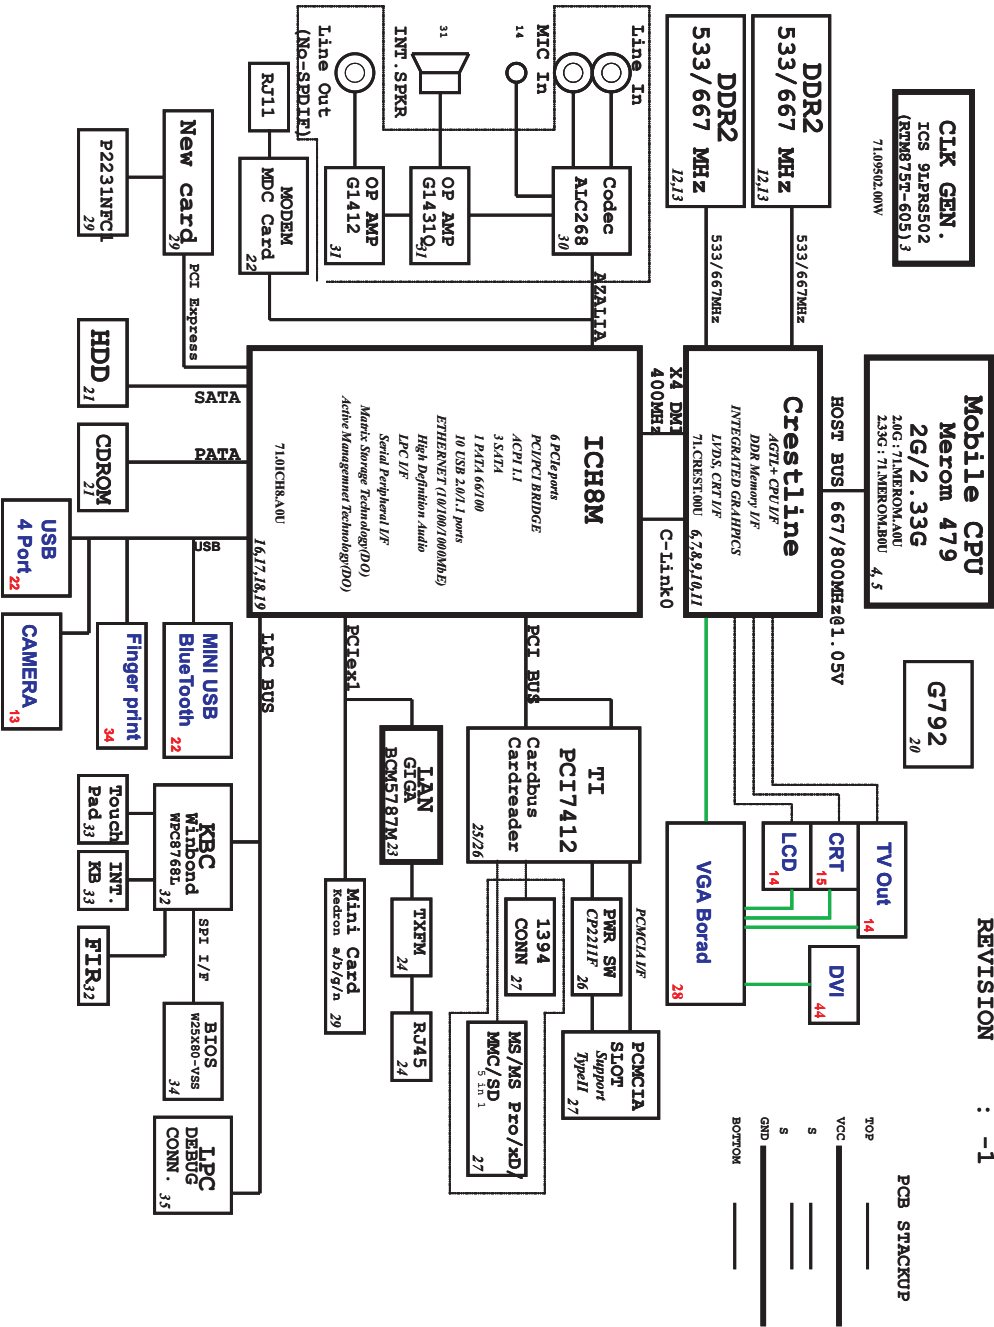 REVISION : -1
CLK GEN.
ICS 9LPRS502
(RTM875T-605) 3
71.09502.00W
Mobile CPU
Merom 479
2G/2.33G
2.0G : 71.MEROM.A0U
2.33G : 71.MEROM.B0U
4, 5
G792
20
PCB STACKUP
TOP
VCC
S
S
GND
BOTTOM
HOST BUS 667/800MHz@1.05V
DDR2
533/667 MHz
12,13
533/667MHz
DDR2
533/667 MHz
12,13
533/667MHz
Crestline
AGTL+ CPU I/F
DDR Memory I/F
INTEGRATED GRAHPICS
LVDS, CRT I/F
71.CREST.00U
6,7,8,9,10,11
TV Out
14
CRT
15
LCD
14
DVI
44
VGA Borad
28
X4 DMI
400MHz
C-Link0
Line In
MIC In
14
INT.SPKR
31
Line Out
(No-SPDIF)
Codec
ALC268
30
OP AMP
G1431Q
31
OP AMP
G1412
31
AZALIA
RJ11
MODEM
MDC Card
22
ICH8M
6 PCIe ports
PCI/PCI BRIDGE
ACPI 1.1
3 SATA
1 PATA 66/100
10 USB 2.0/1.1 ports
ETHERNET (10/100/1000MbE)
High Definition Audio
LPC I/F
Serial Peripheral I/F
Matrix Storage Technology(DO)
Active Managemnet Technology(DO)
71.0ICH8.A0U
16,17,18,19
PCI BUS
TI
PCI7412
Cardbus
Cardreader
25/26
PCMCIA I/F
PWR SW
CP2211F
26
PCMCIA
SLOT
Support
TypeII
27
1394
CONN
27
MS/MS Pro/xD/
MMC/SD
5 in 1
27
PCIex1
LAN
GIGA
BCM5787M
23
TXFM
24
RJ45
24
Mini Card
Kedron a/b/g/n
29
New card
29
P2231NFC1
29
PCI Express
HDD
21
SATA
CDROM
21
PATA
USB
USB
4 Port
22
CAMERA
13
Finger print
34
MINI USB
BlueTooth
22
LPC BUS
KBC
Winbond
WPC8768L
32
Touch
Pad 33
INT.
KB 33
FIR
32
SPI I/F
BIOS
W25X80-VSS
34
LPC
DEBUG
CONN.
35